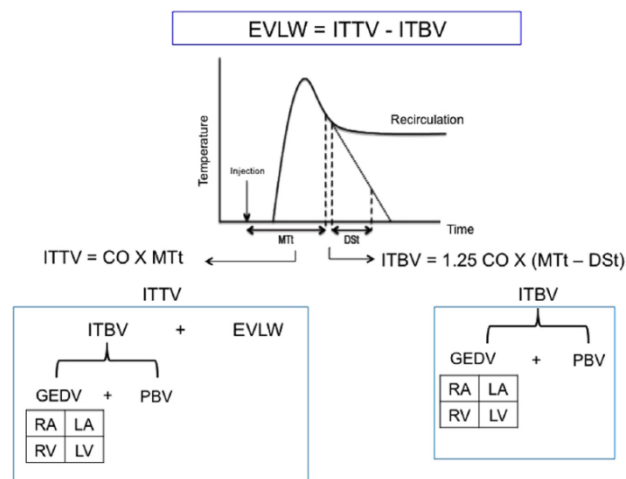 EVLW = ITTV - ITBV
Temperature
Recirculation
Injection
Time
MTt
DSt
ITTV = CO X MTt
ITBV = 1.25 CO X (MTt – DSt)
ITTV
ITBV + EVLW
GEDV + PBV
RA LA
RV LV
ITBV
GEDV + PBV
RA LA
RV LV